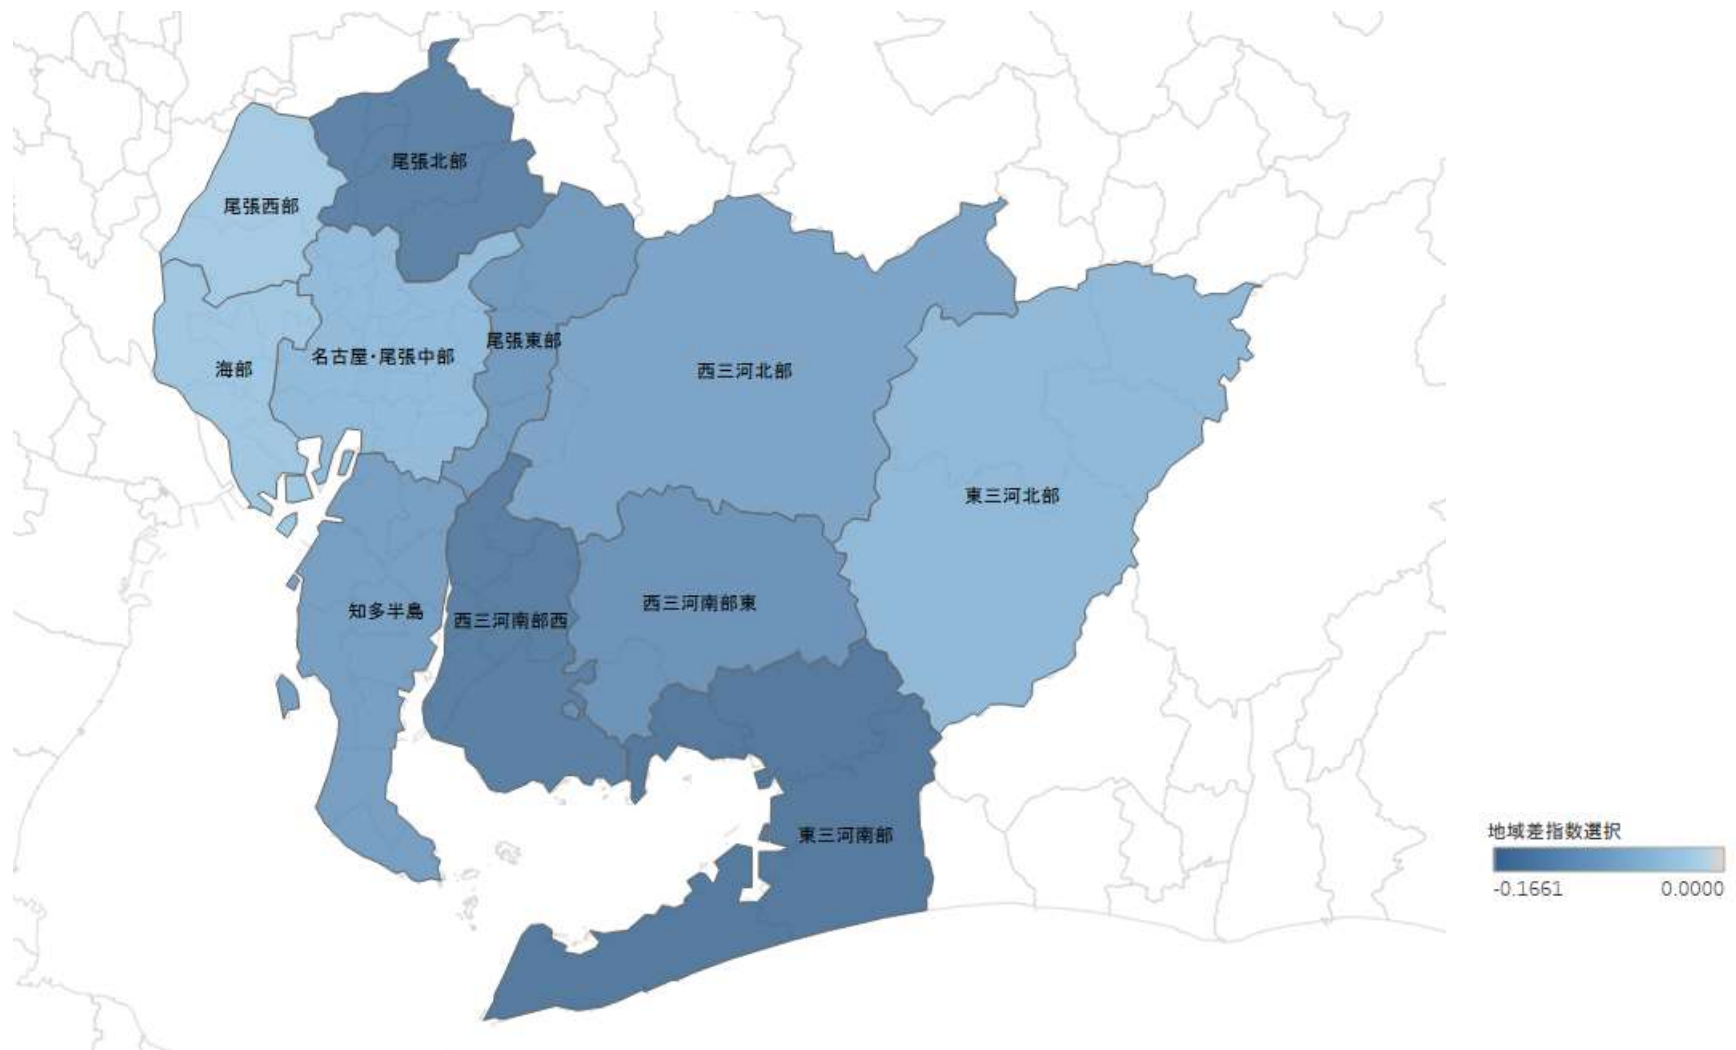 尾張北部
尾張西部
尾張東部
名古屋・尾張中部
海部
西三河北部
東三河北部
西三河南部東
知多半島
西三河南部西
東三河南部
地域差指数選択
-0.1661 0.0000